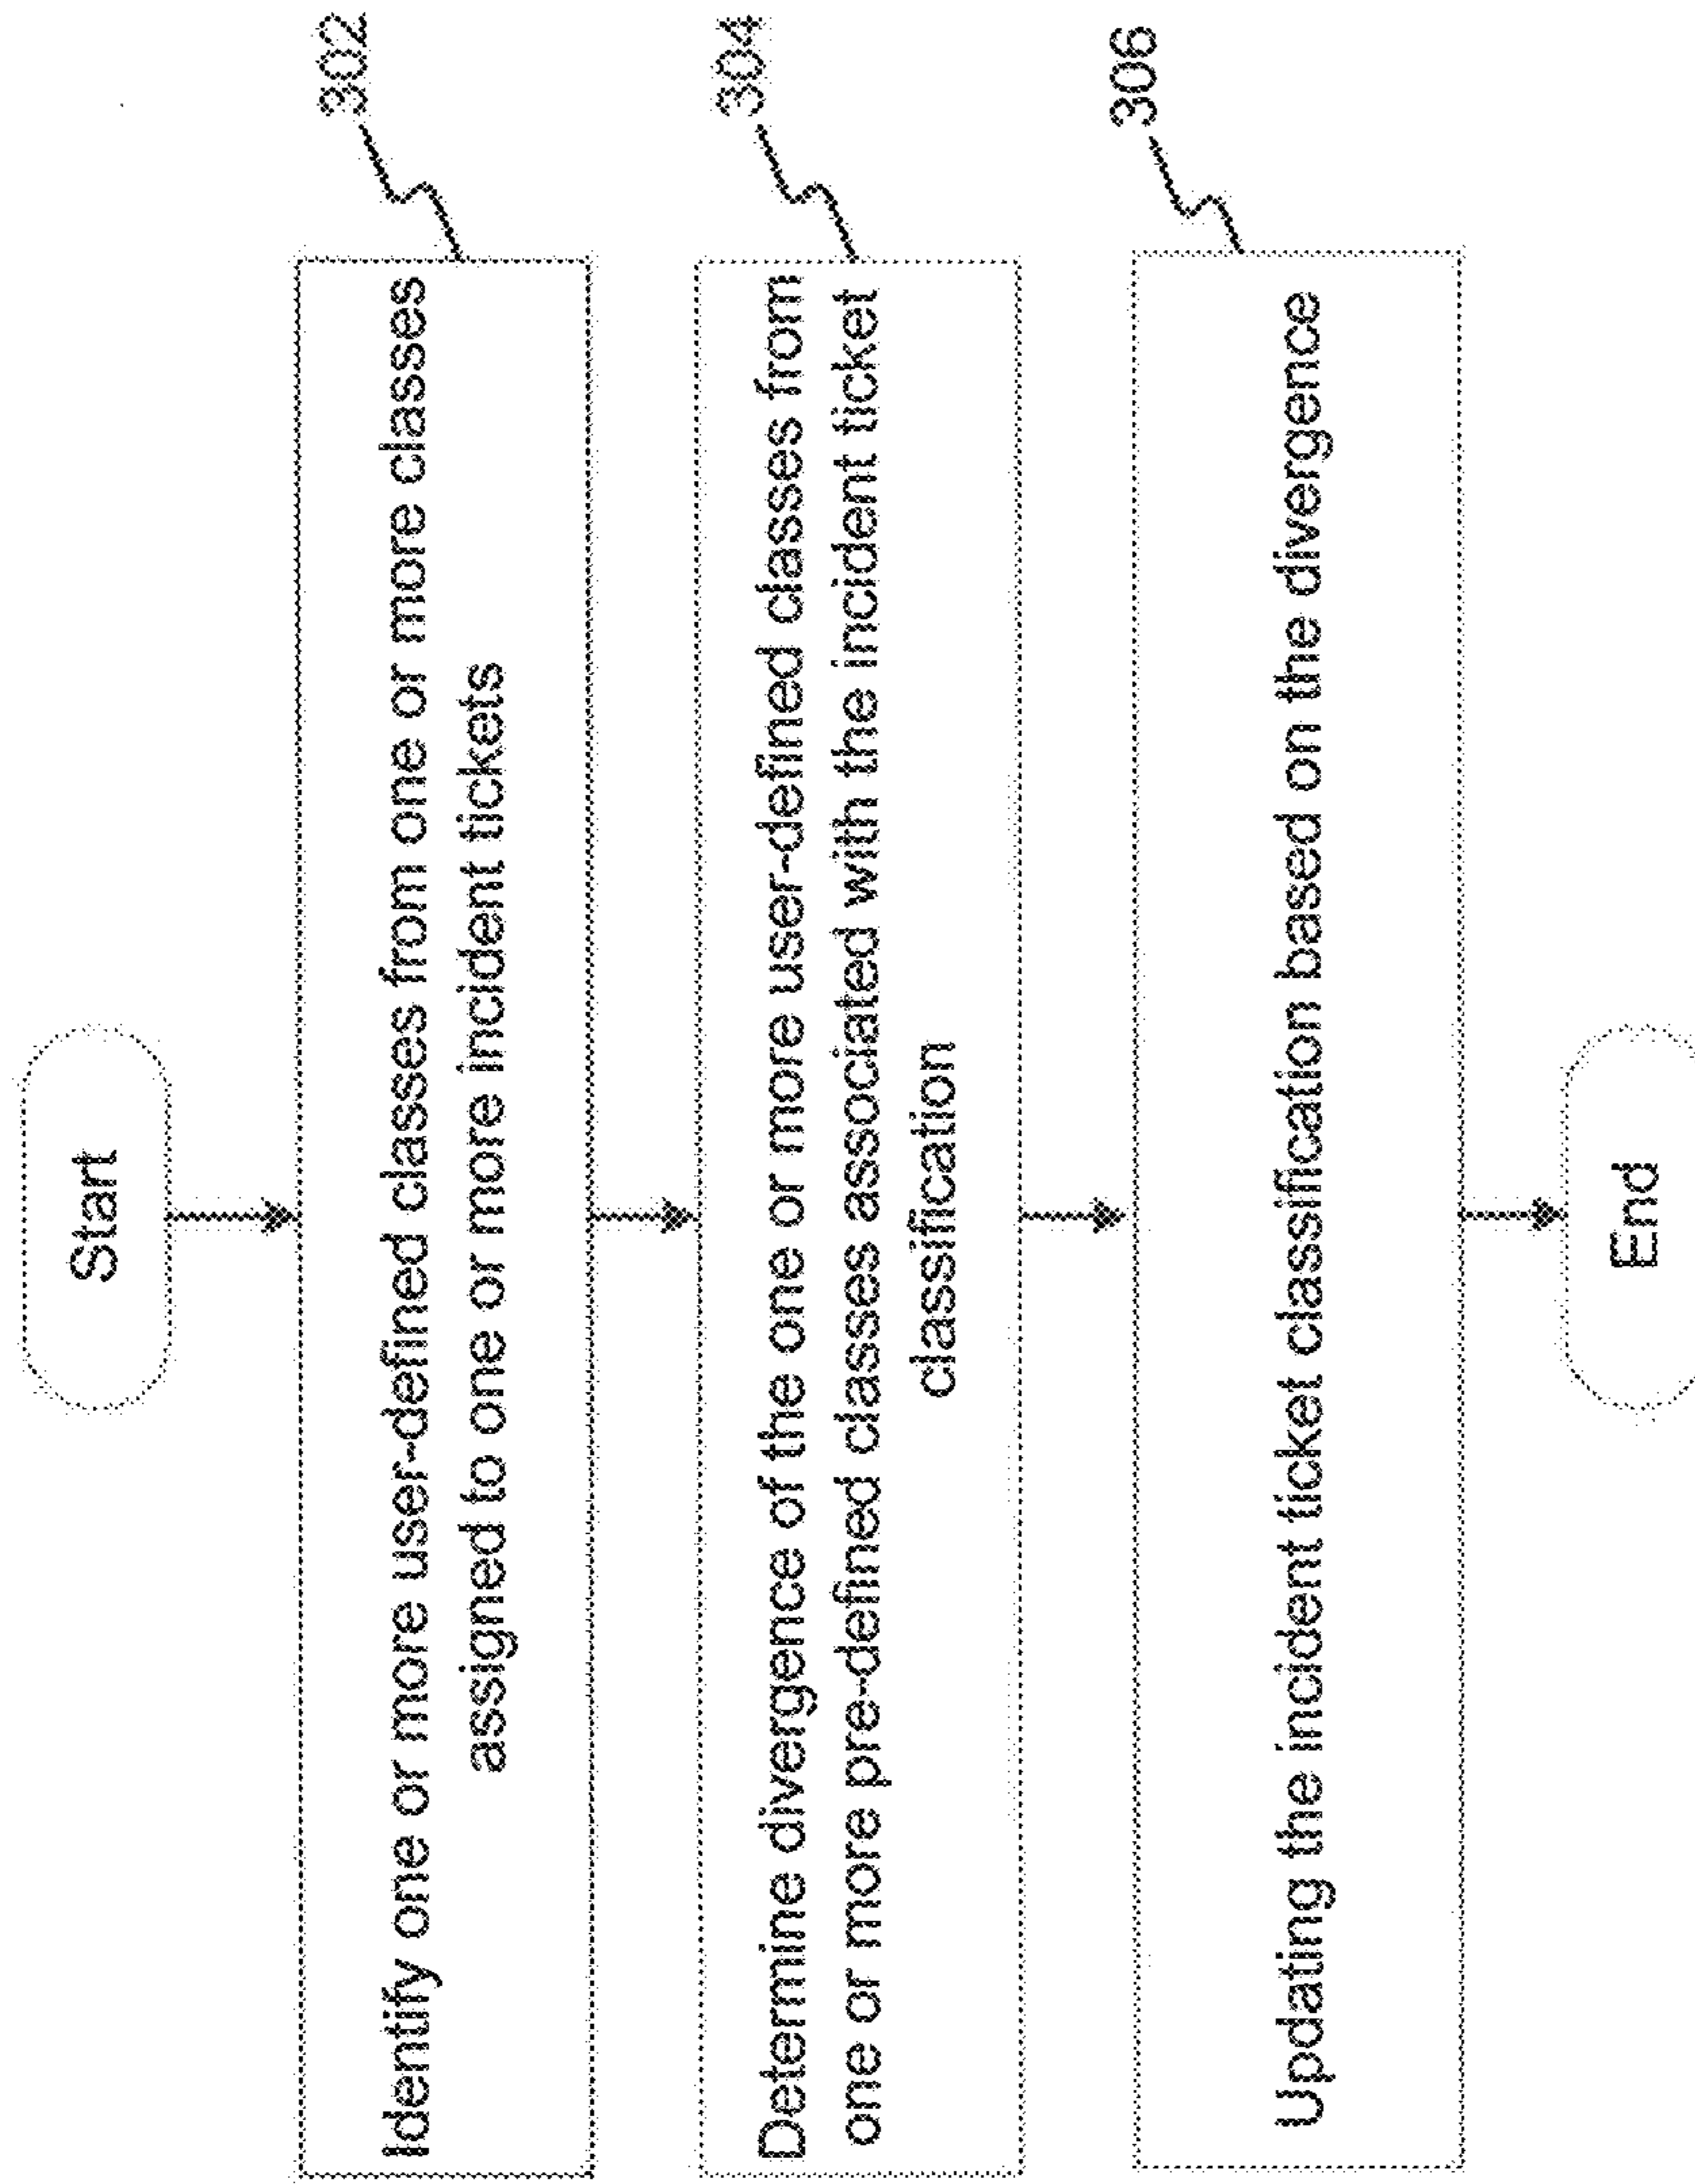 Start
302
Identify one or more user-defined classes from one or more classes
assigned to one or more incident tickets
304
Determine divergence of the one or more user-defined classes from
one or more pre-defined classes associated with the incident ticket
classification
306
Updating the incident ticket classification based on the divergence
End